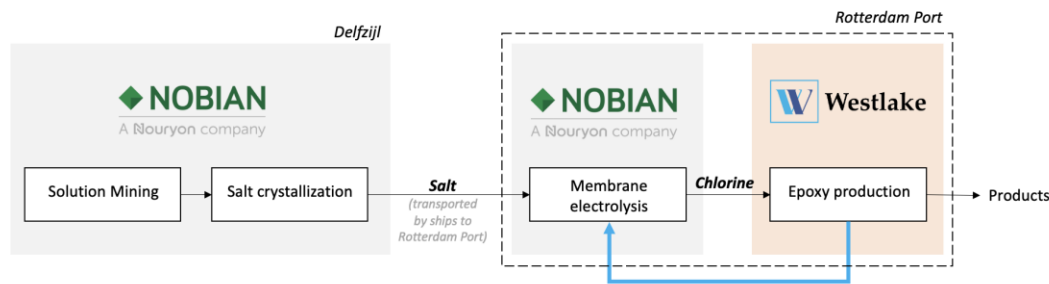 Delfzijl
Rotterdam Port
NOBIAN
A Nouryon company
NOBIAN
A Nouryon company
Westlake
Solution Mining
Salt crystallization
Salt
(transported
by ships to
Rotterdam Port)
Membrane
electrolysis
Chlorine
Epoxy production
Products